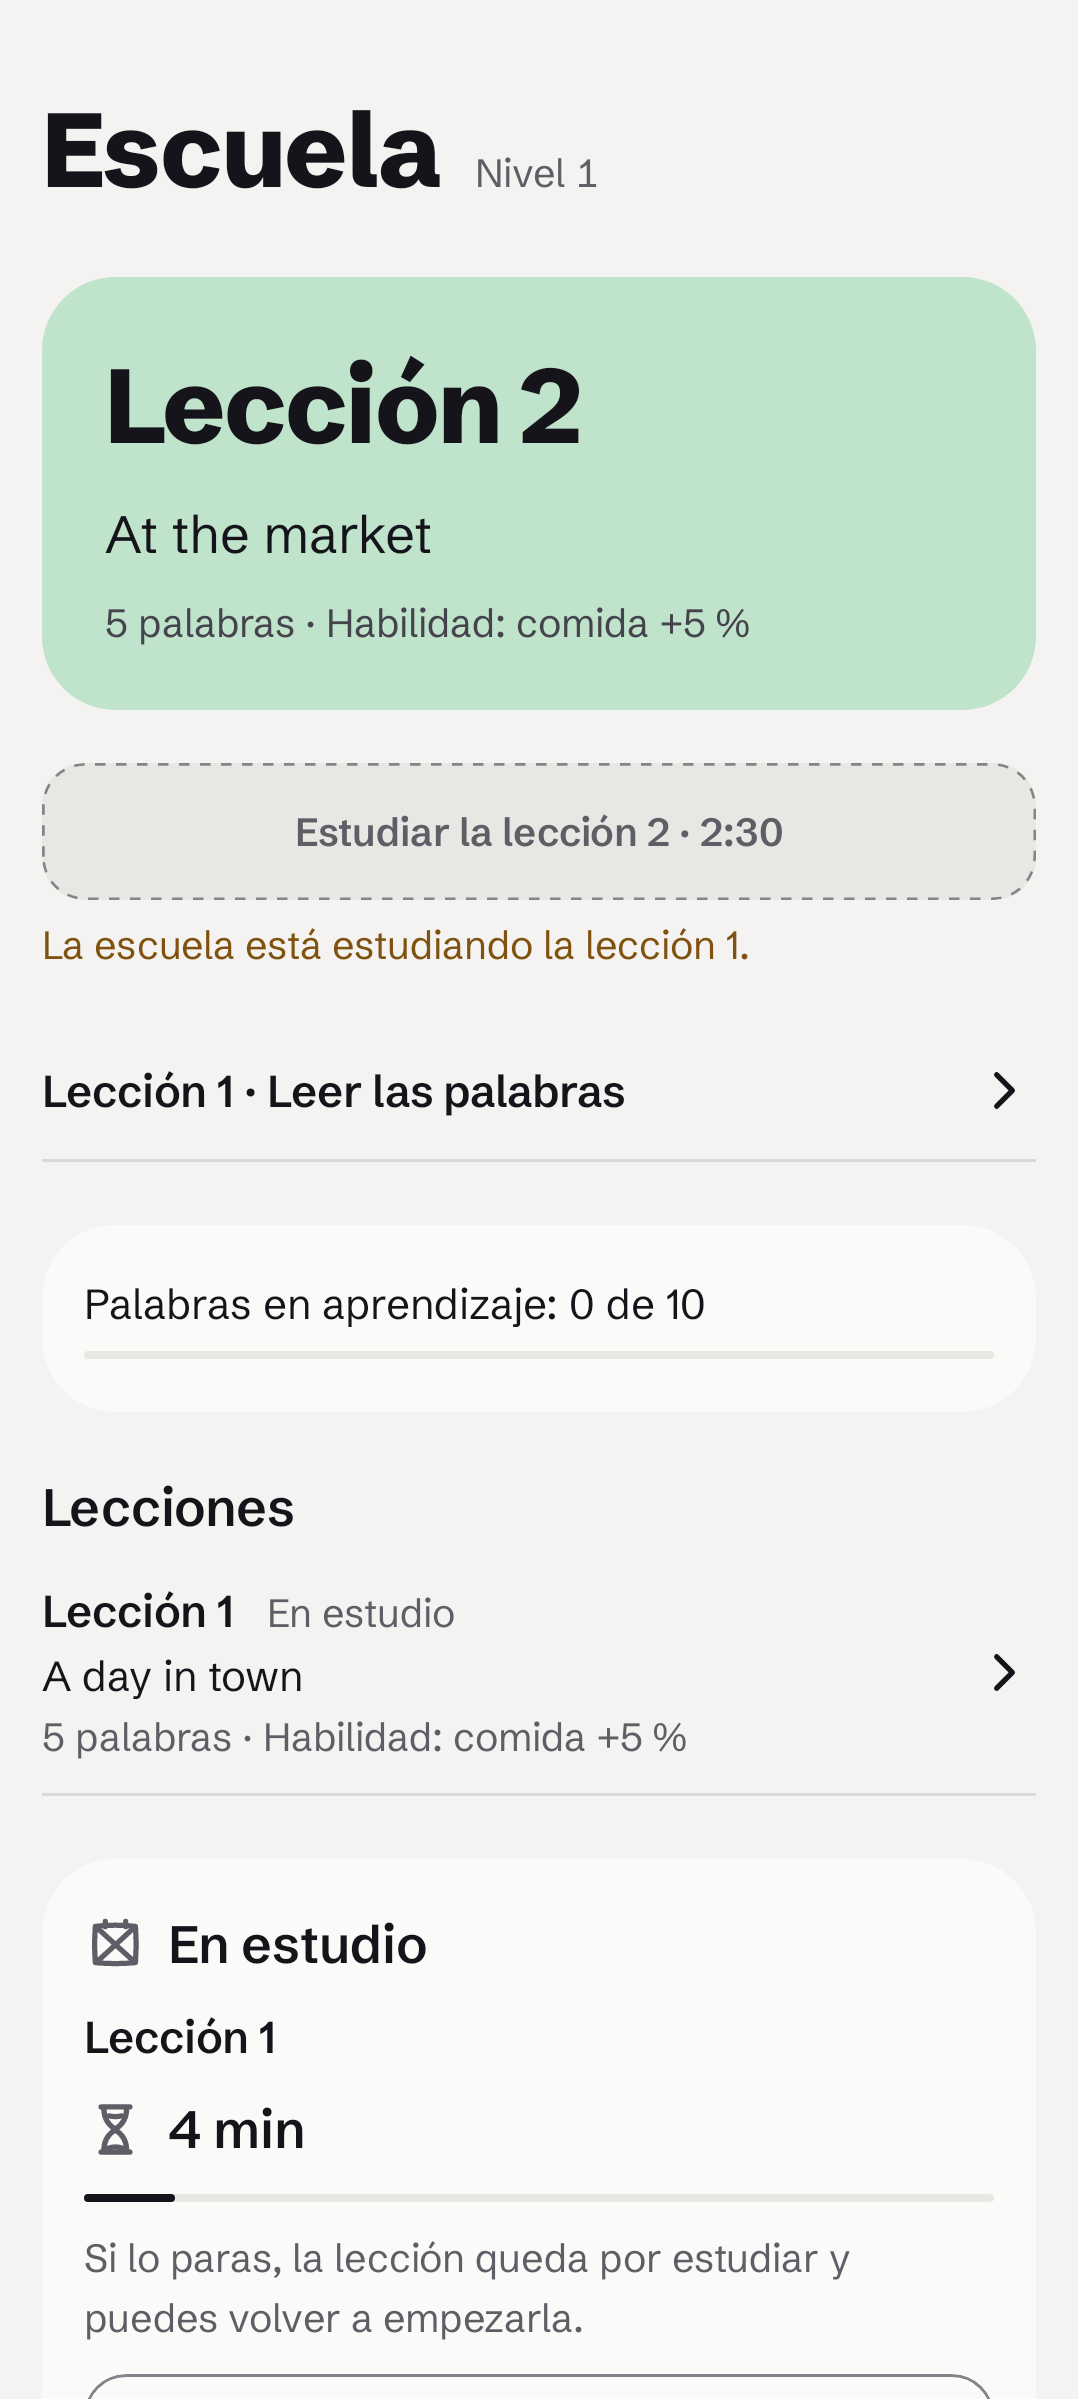 Escuela
Nivel 1
Lección 2
At the market
5 palabras · Habilidad: comida +5 %
Estudiar la lección 2 · 2:30
La escuela está estudiando la lección 1.
Lección 1 · Leer las palabras
Palabras en aprendizaje: 0 de 10
Lecciones
Lección 1 En estudio
A day in town
5 palabras · Habilidad: comida +5 %
En estudio
Lección 1
4 min
Si lo paras, la lección queda por estudiar y
puedes volver a empezarla.